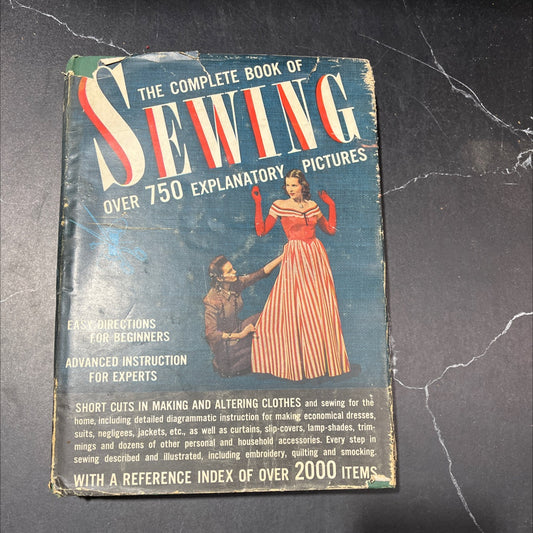 THE COMPLETE BOOK OF
SEWING
OVER 750 EXPLANATORY PICTURES
EASY DIRECTIONS
FOR BEGINNERS
ADVANCED INSTRUCTION
FOR EXPERTS
SHORT CUTS IN MAKING AND ALTERING CLOTHES and sewing for the
home, including detailed diagrammatic instruction for making economical dresses,
suits, negligees, jackets, etc., as well as curtains, slip-covers, lamp-shades, trim-
mings and dozens of other personal and household accessories. Every step in
sewing described and illustrated, including embroidery, quilting and smocking.
WITH A REFERENCE INDEX OF OVER 2000 ITEMS